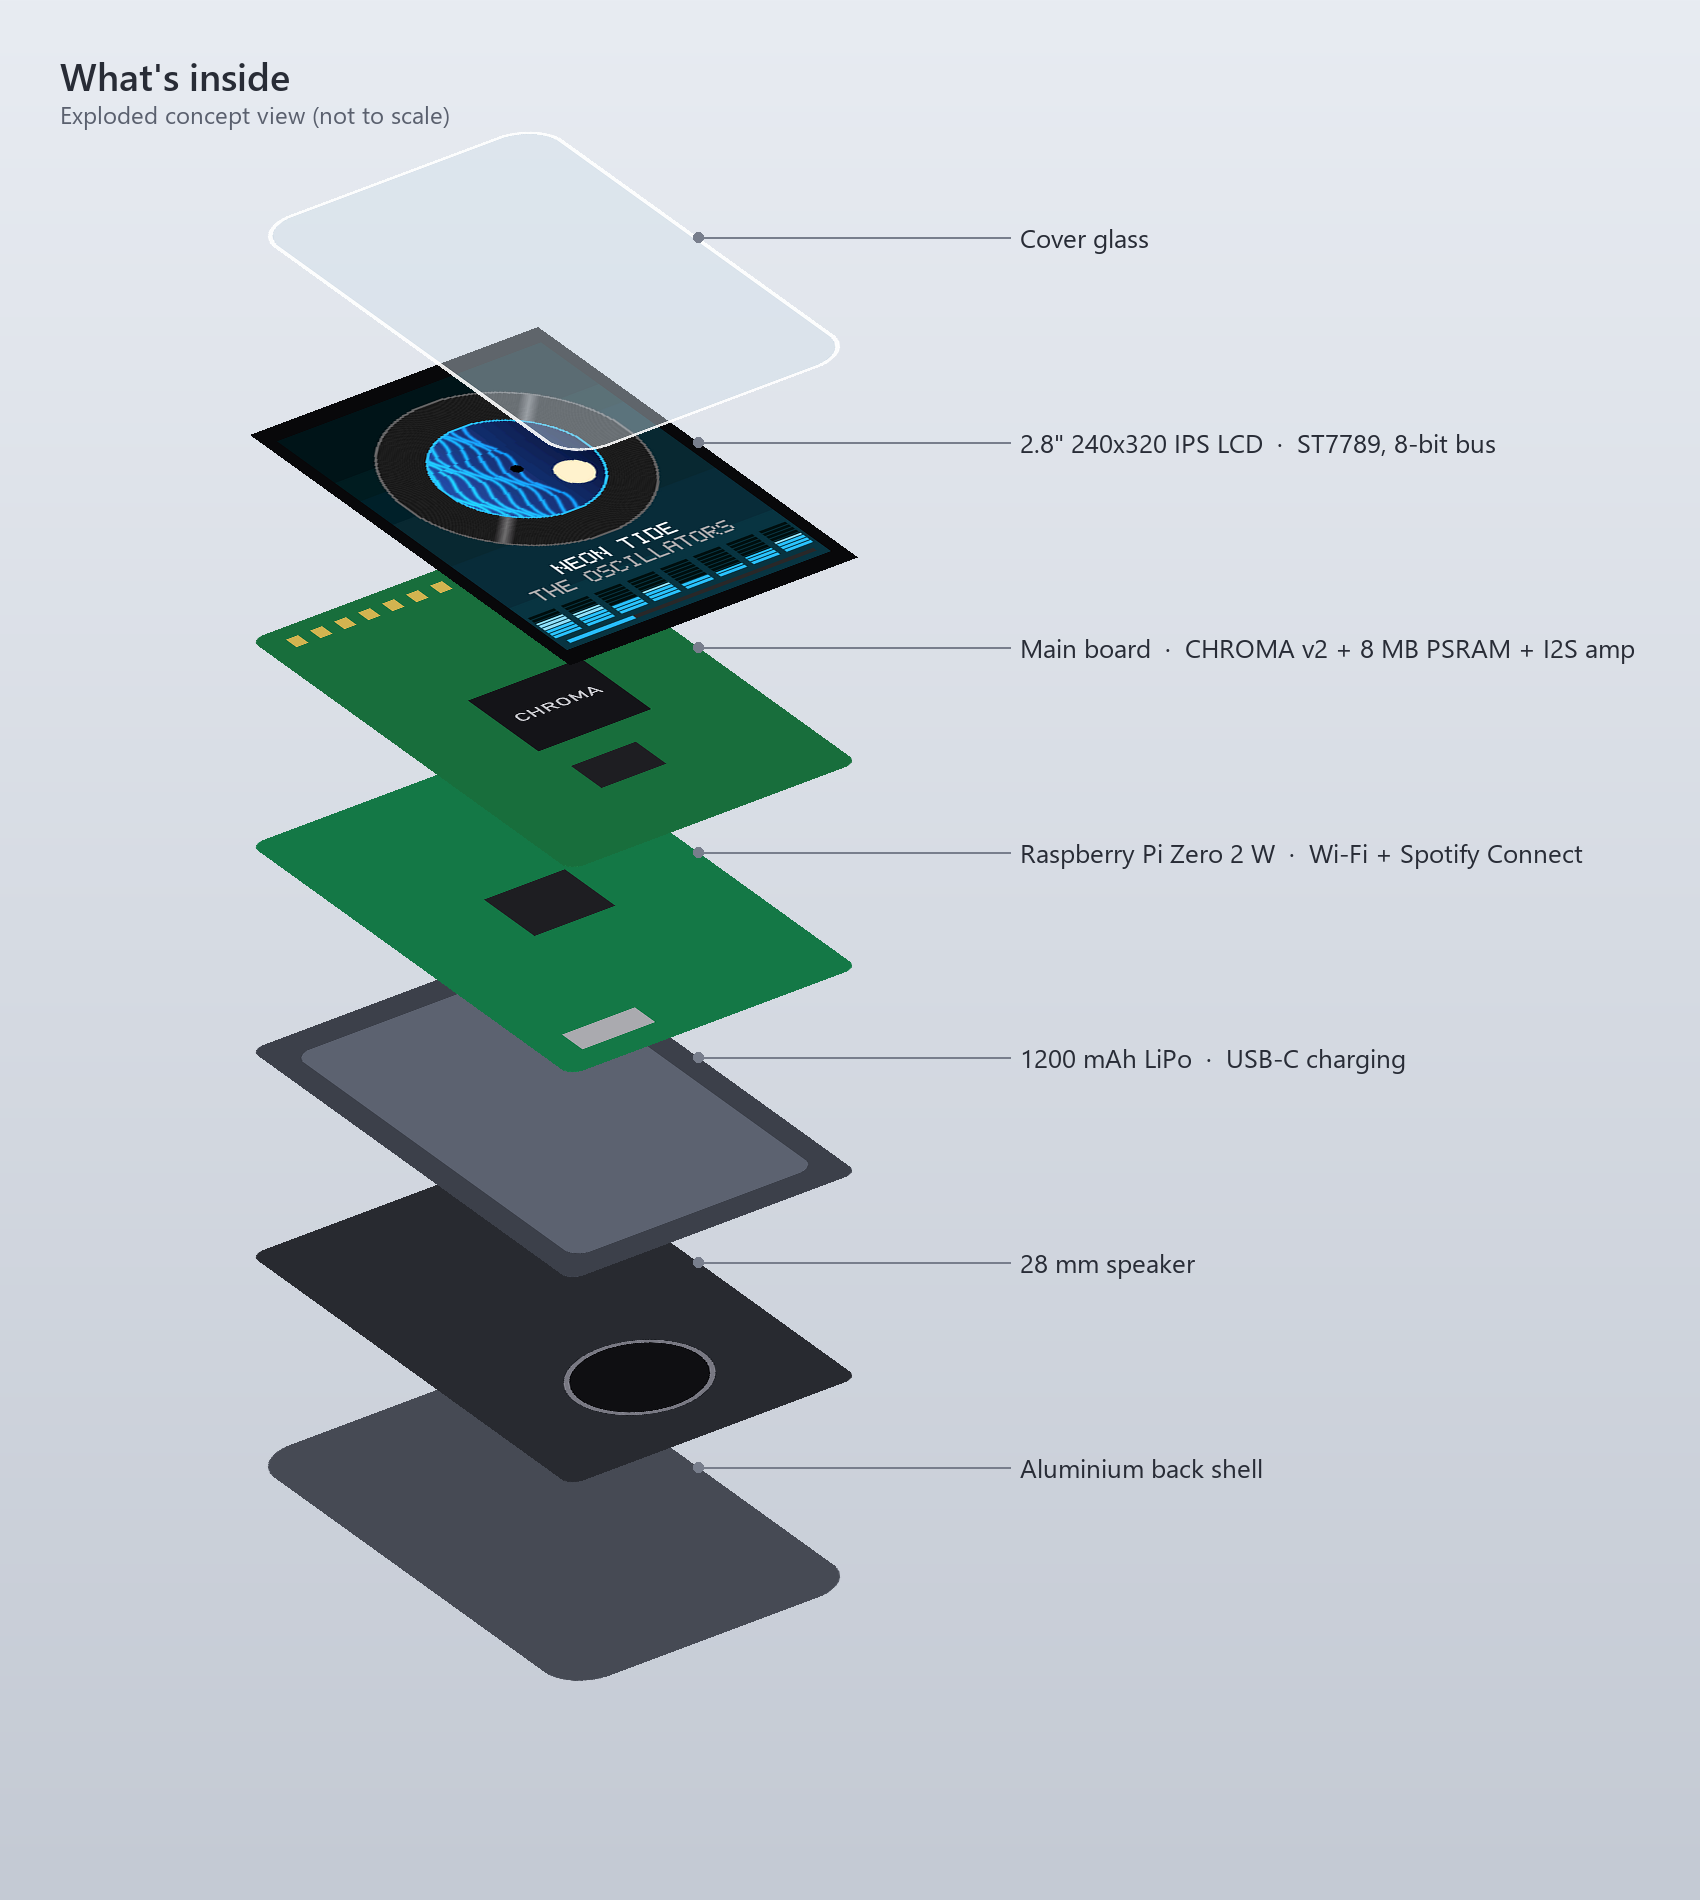 What's inside
Exploded concept view (not to scale)
Cover glass
2.8" 240x320 IPS LCD · ST7789, 8-bit bus
NEON TIDE
THE OSCILLATORS
Main board · CHROMA v2 + 8 MB PSRAM + I2S amp
CHROMA
Raspberry Pi Zero 2 W · Wi-Fi + Spotify Connect
1200 mAh LiPo · USB-C charging
28 mm speaker
Aluminium back shell